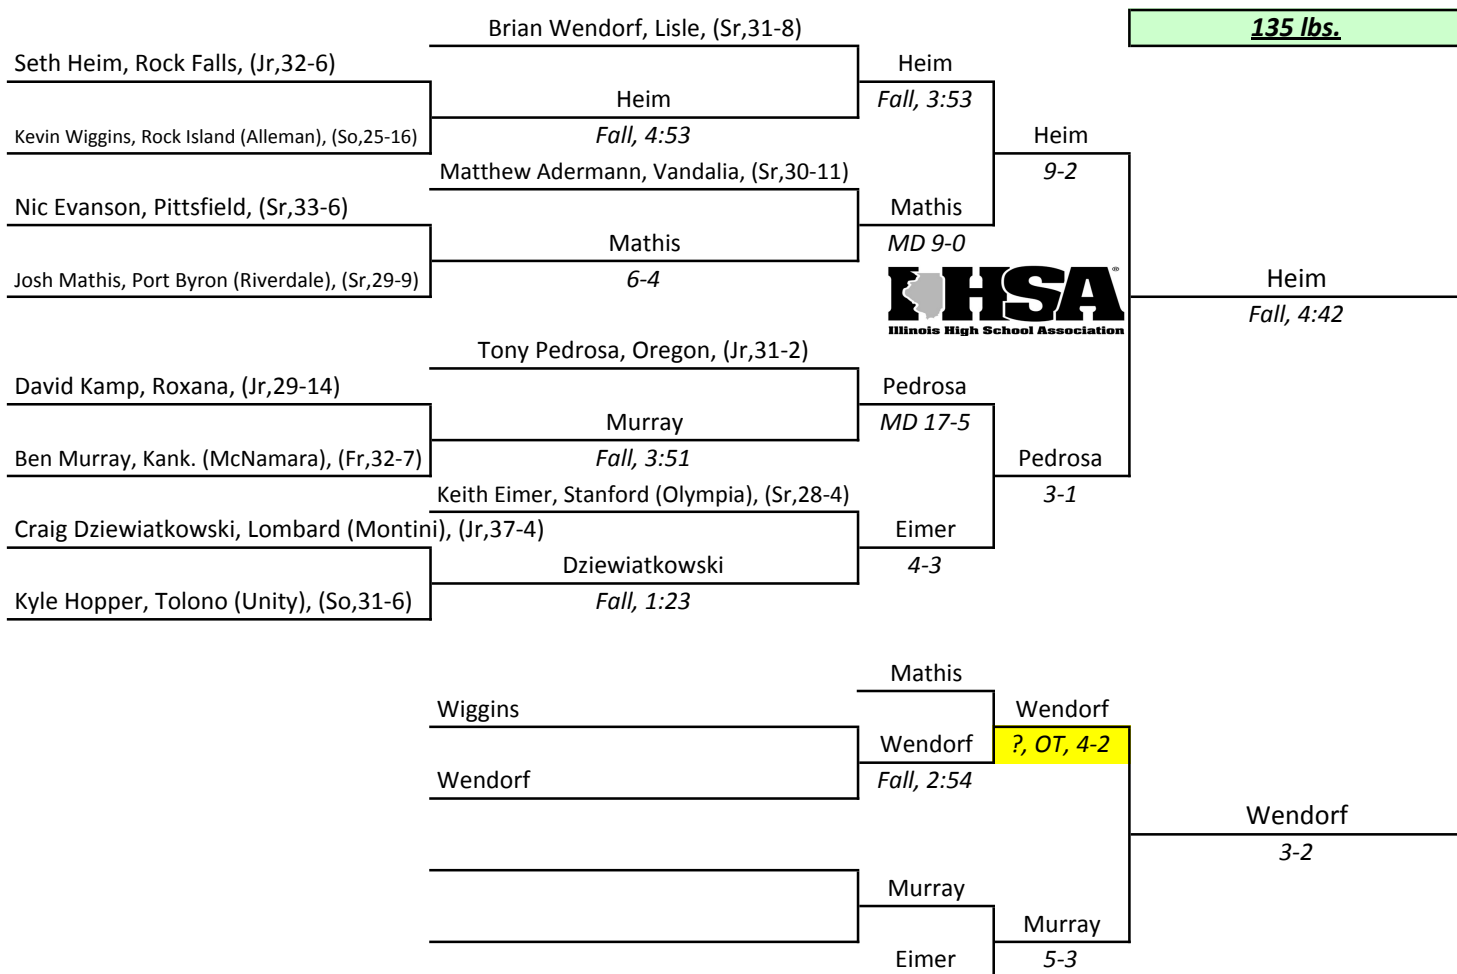 Brian Wendorf, Lisle, (Sr,31-8)
135 lbs.
Seth Heim, Rock Falls, (Jr,32-6)
Heim
Heim
Fall, 3:53
Kevin Wiggins, Rock Island (Alleman), (So,25-16)
Fall, 4:53
Heim
Matthew Adermann, Vandalia, (Sr,30-11)
9-2
Nic Evanson, Pittsfield, (Sr,33-6)
Mathis
Mathis
MD 9-0
Josh Mathis, Port Byron (Riverdale), (Sr,29-9)
6-4
IHSA®
Illinois High School Association
Heim
Fall, 4:42
Tony Pedrosa, Oregon, (Jr,31-2)
David Kamp, Roxana, (Jr,29-14)
Pedrosa
Murray
MD 17-5
Ben Murray, Kank. (McNamara), (Fr,32-7)
Fall, 3:51
Pedrosa
Keith Eimer, Stanford (Olympia), (Sr,28-4)
3-1
Craig Dziewiatkowski, Lombard (Montini), (Jr,37-4)
Eimer
Dziewiatkowski
4-3
Kyle Hopper, Tolono (Unity), (So,31-6)
Fall, 1:23
Mathis
Wiggins
Wendorf
Wendorf
?, OT, 4-2
Wendorf
Fall, 2:54
Wendorf
3-2
Murray
Murray
Eimer
5-3